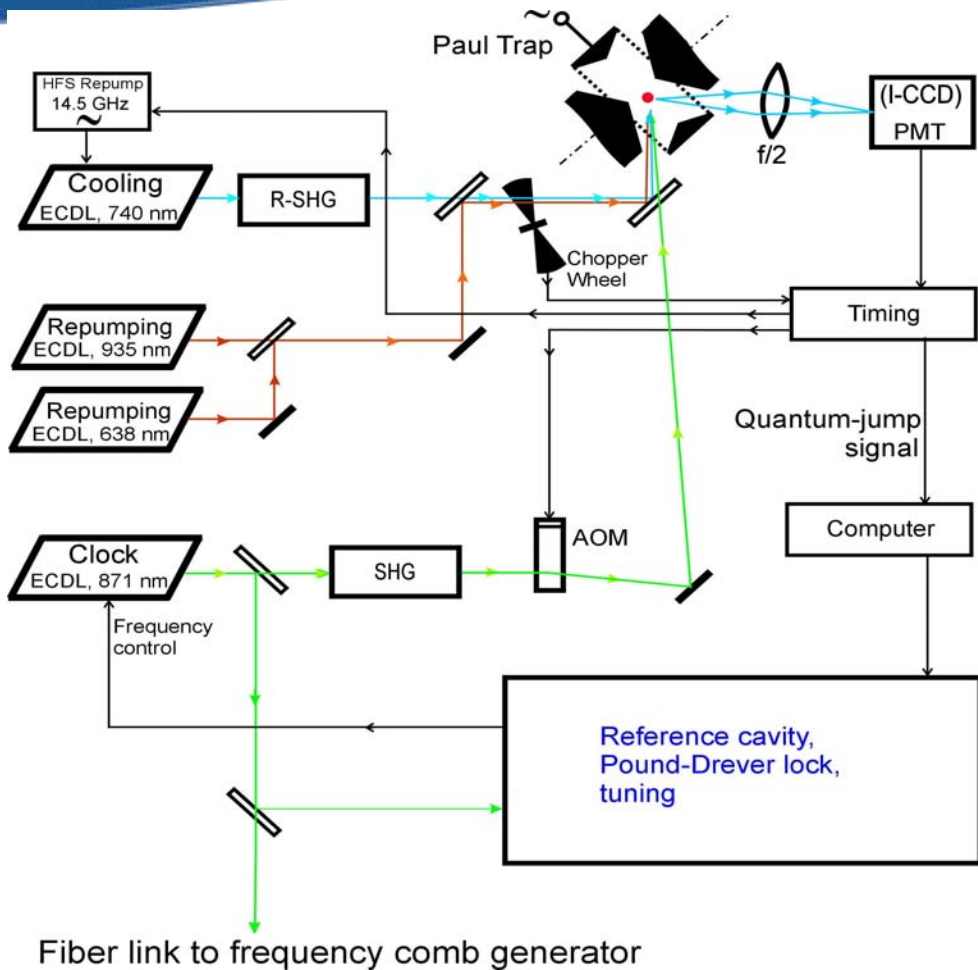 Paul Trap
~
HFS Repump
14.5 GHz
~
(I-CCD)
PMT
f/2
Cooling
ECDL, 740 nm
R-SHG
Chopper
Wheel
Timing
Repumping
ECDL, 935 nm
Repumping
ECDL, 638 nm
Quantum-jump
signal
Computer
AOM
Clock
ECDL, 871 nm
SHG
Frequency
control
Reference cavity,
Pound-Drever lock,
tuning
Fiber link to frequency comb generator